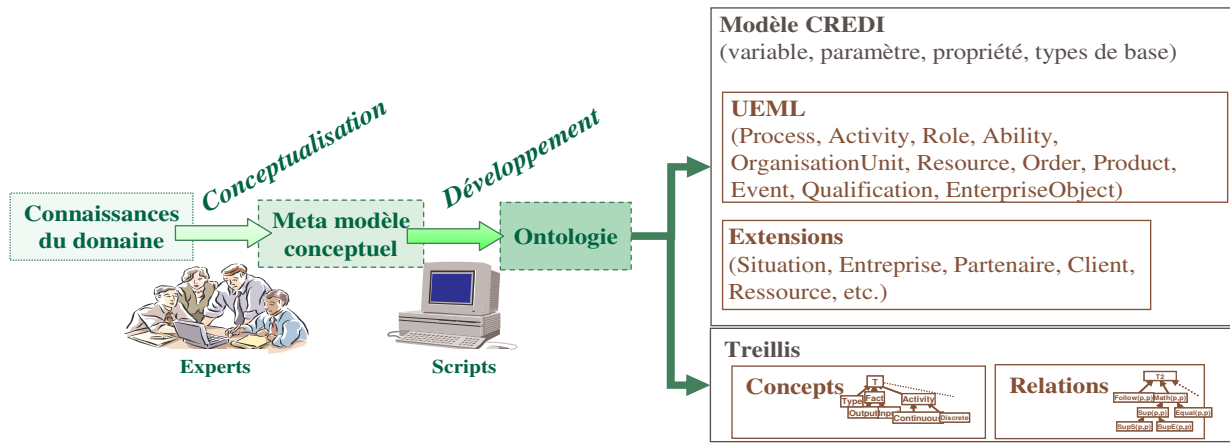 Conceptualisation
Développement
Connaissances
du domaine
Meta modèle
conceptuel
Ontologie
Experts
Scripts
Modèle CREDI
(variable, paramètre, propriété, types de base)
UEML
(Process, Activity, Role, Ability,
OrganisationUnit, Resource, Order, Product,
Event, Qualification, EnterpriseObject)
Extensions
(Situation, Entreprise, Partenaire, Client,
Ressource, etc.)
Treillis
Concepts
T
Type
Fact
Activity
Output
Continuous
Discrete
Relations
T2
Follow(p,p)
Math(p,p)
Sup(p,p)
Equal(p,p)
SupS(p,p)
SupE(p,p)